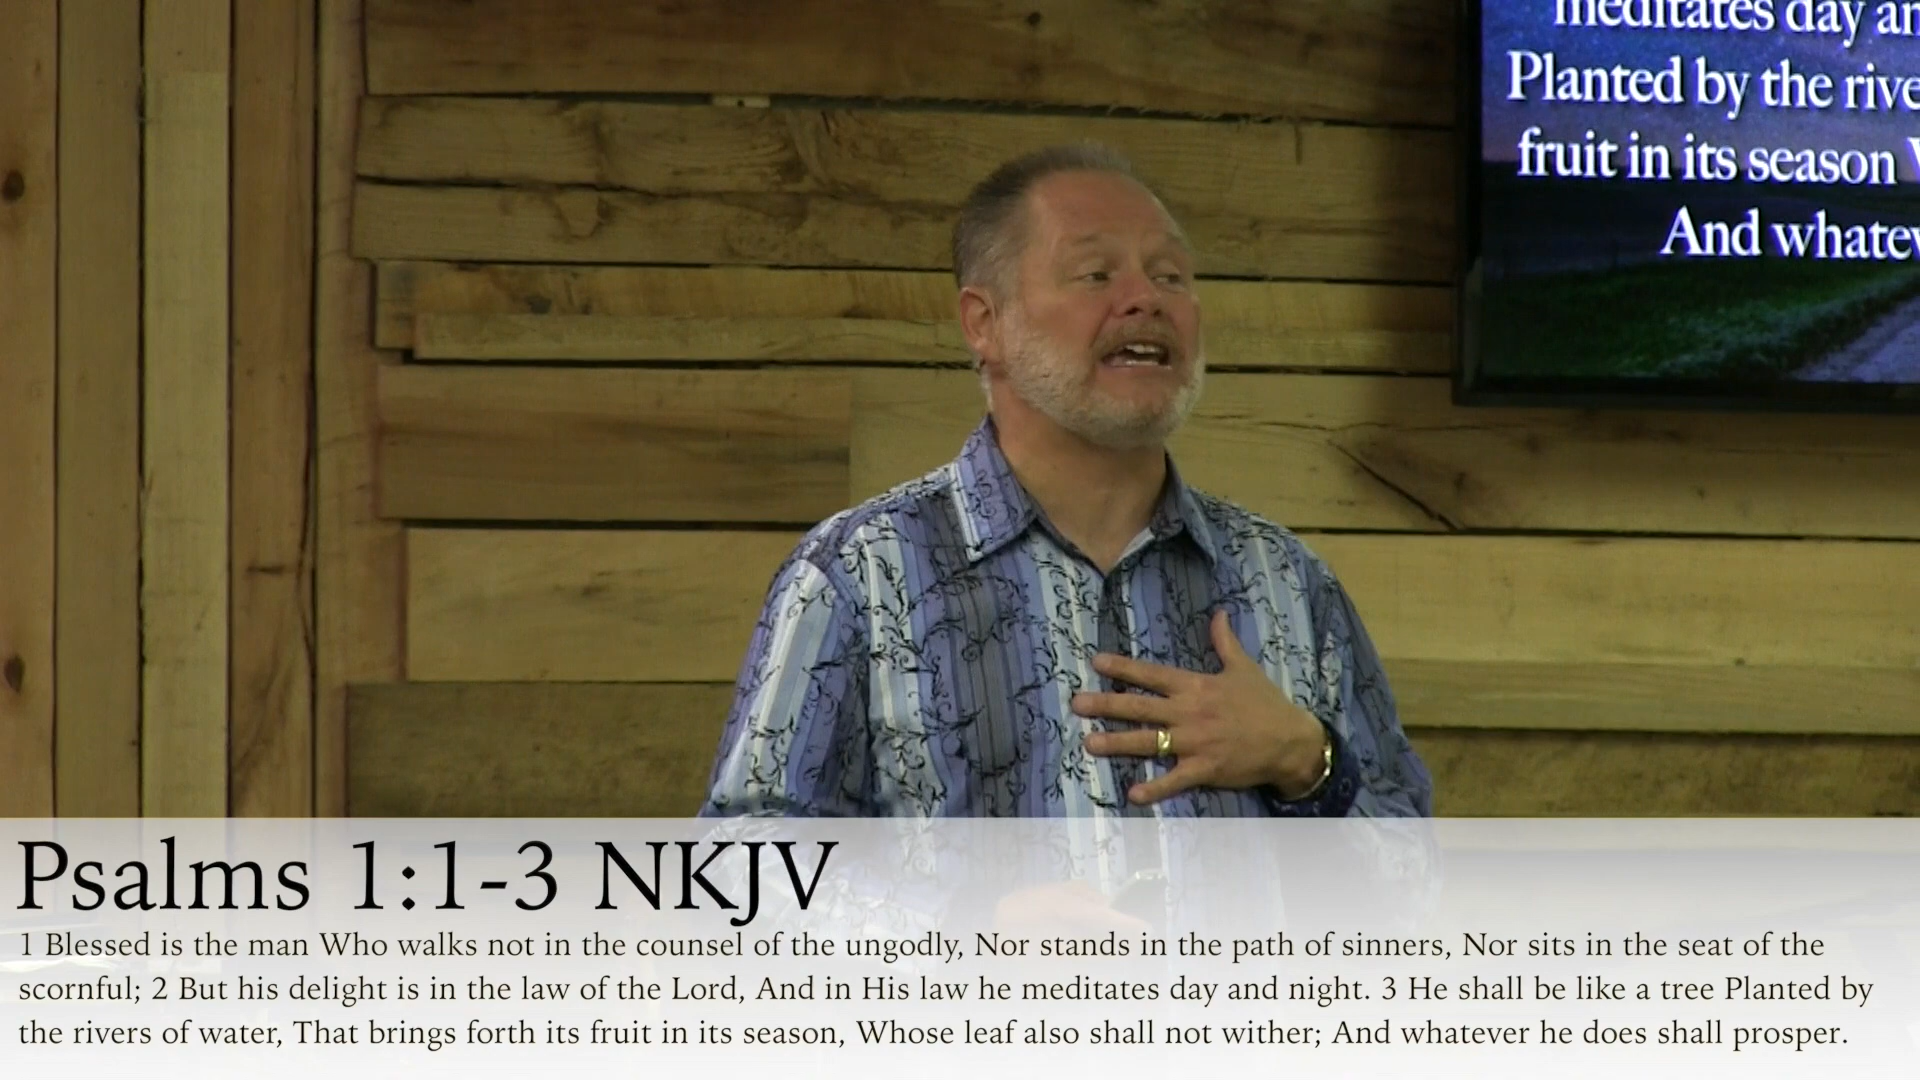 meditates day
Planted by the
fruit in its season
And
Psalms 1:1-3 NKJV
1 Blessed is the man Who walks not in the counsel of the ungodly, Nor stands in the path of sinners, Nor sits in the seat of the
scornful; 2 But his delight is in the law of the Lord, And in His law he meditates day and night. 3 He shall be like a tree Planted by
the rivers of water, That brings forth its fruit in its season, Whose leaf also shall not wither; And whatever he does shall prosper.